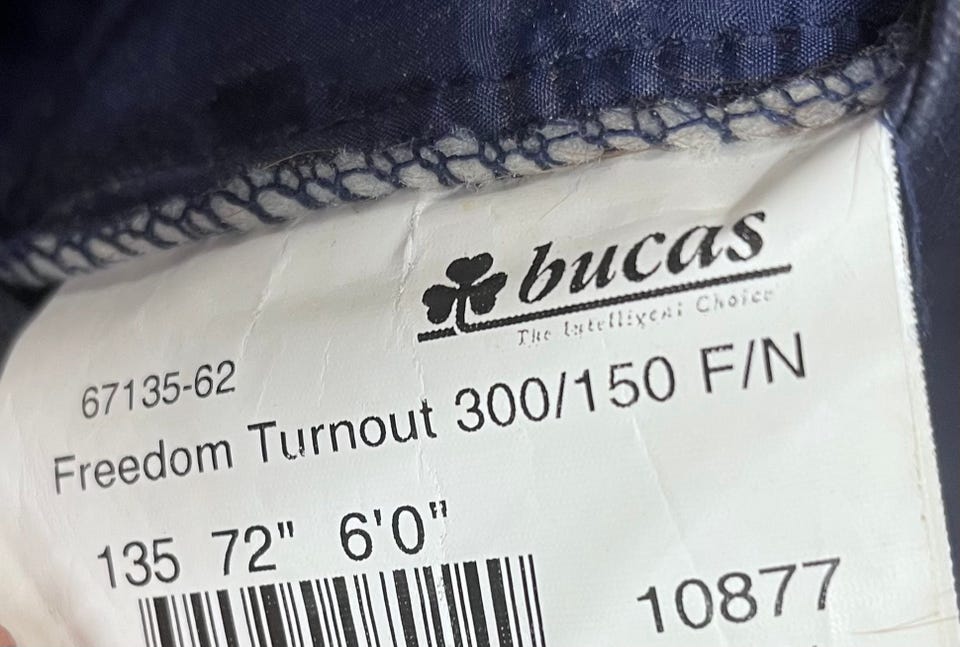 bucas
The Intelligent Choice
67135-62
Freedom Turnout 300/150 F/N
135 72" 6'0"
10877